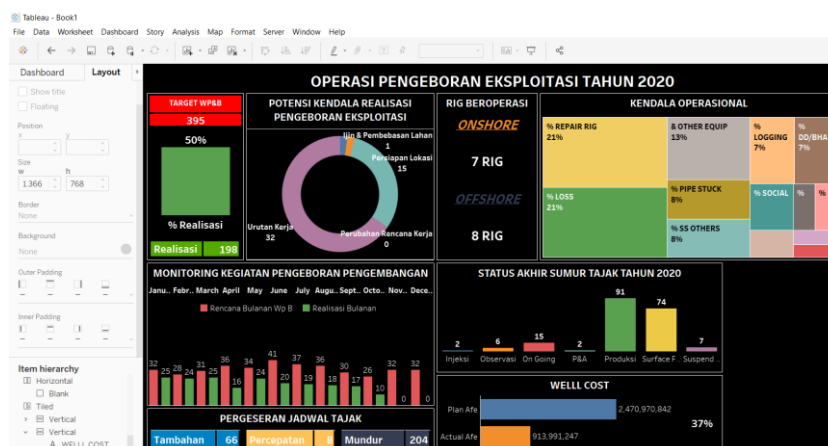 Tableau - Book1
File Data Worksheet Dashboard Story Analysis Map Format Server Window Help
Dashboard Layout
Show title
Floating
Position
x y
Size
w h
1366 768
Border
None
Background
None
Outer Padding
Inner Padding
Item hierarchy
Horizontal
Blank
Tiled
Vertical
Vertical
A WELLL COST
OPERASI PENGEBORAN EKSPLOITASI TAHUN 2020
TARGET WP&B
395
50%
% Realisasi
Realisasi 198
POTENSI KENDALA REALISASI
PENGEBORAN EKSPLOITASI
Ijin & Pembebasan Lahan
1
Persiapan Lokasi
15
Urutan Kerja
32
Perubahan Rencana Kerja
0
RIG BEROPERASI
ONSHORE
7 RIG
OFFSHORE
8 RIG
KENDALA OPERASIONAL
% REPAIR RIG
21%
% LOSS
21%
& OTHER EQUIP
13%
% PIPE STUCK
8%
% SS OTHERS
8%
%
LOGGING
7%
%
DD/BHA
7%
% SOCIAL
%
%
MONITORING KEGIATAN PENGEBORAN PENGEMBANGAN
Janu.. Febr.. March April May June July Augu.. Sept.. Octo.. Nov.. Dece..
Rencana Bulanan Wp B Realisasi Bulanan
32 25 28 24 31 25 36 16 34 24 41 20 37 19 36 18 30 17 26 10 32 0 32 0
STATUS AKHIR SUMUR TAJAK TAHUN 2020
2 6 15 2 91 74 7
Injeksi Observasi On Going P&A Produksi Surface F.. Suspend ..
WELLL COST
Plan Afe 2,470,970,842
37%
Actual Afe 913,991,247
PERGESERAN JADWAL TAJAK
Tambahan 66 Percepatan 8 Mundur 204